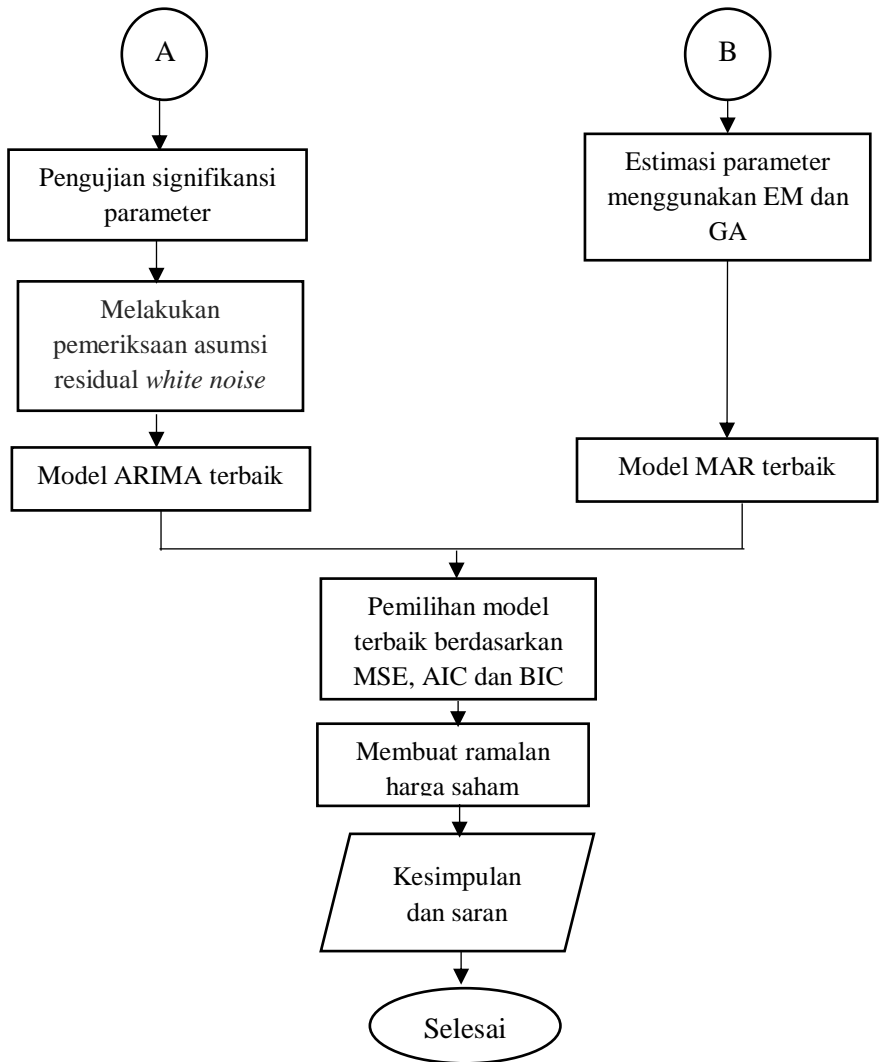 A
Pengujian signifikansi
parameter
Melakukan
pemeriksaan asumsi
residual white noise
Model ARIMA terbaik
B
Estimasi parameter
menggunakan EM dan
GA
Model MAR terbaik
Pemilihan model
terbaik berdasarkan
MSE, AIC dan BIC
Membuat ramalan
harga saham
Kesimpulan
dan saran
Selesai